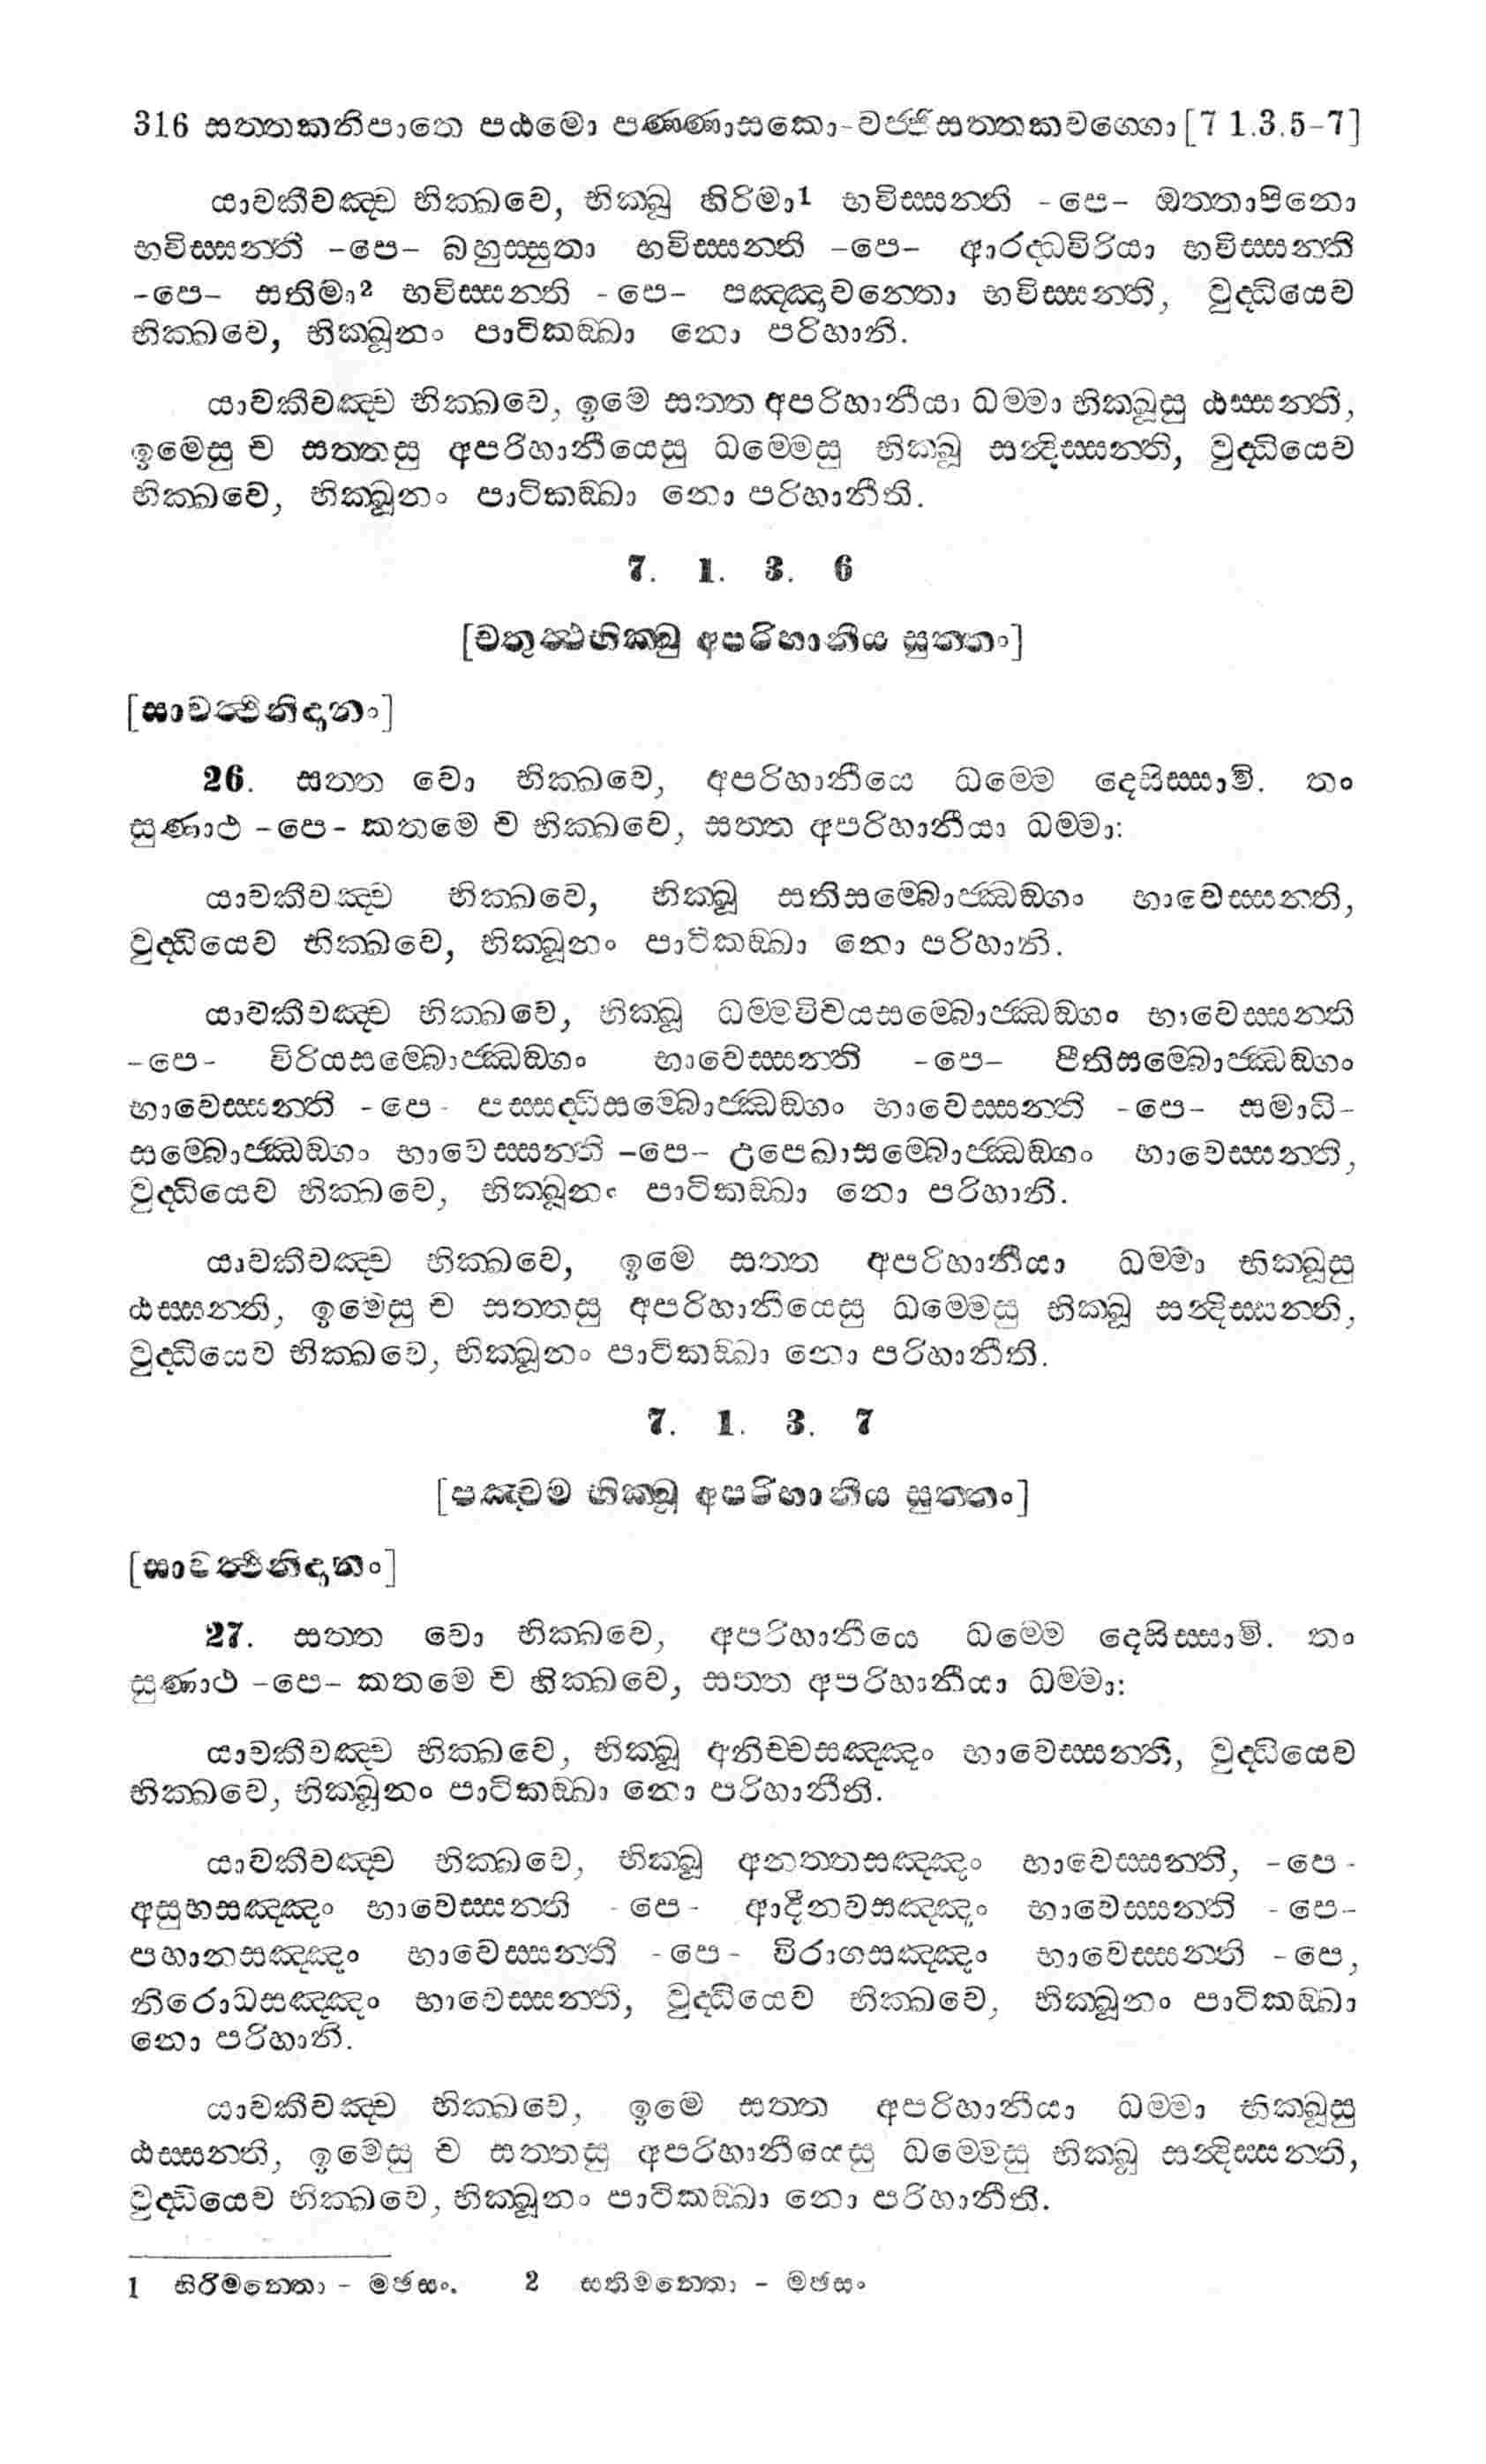 316 සත්තකනිපාතෙ පඨමො පණ්ණාසකො-වජ්ජිසත්තකවග්ගො [7 1.3.5-7]
යාවකීවඤ්ච භික්ඛවෙ, භික්ඛූ හිරිමා1 භවිස්සන්ති -පෙ- ඔත්තාපිනො
භවිස්සන්ති -පෙ- බහුස්සුතා භවිස්සන්ති -පෙ- ආරද්ධවිරියා භවිස්සන්ති
-පෙ- සතිමා2 භවිස්සන්ති -පෙ- පඤ්ඤාවන්තො භවිස්සන්ති, වුද්ධියෙව
භික්ඛවෙ, භික්ඛූනං පාටිකඞ්ඛා නො පරිහානි.
යාවකීවඤ්ච භික්ඛවෙ, ඉමෙ සත්ත අපරිහානීයා ධම්මා භික්ඛූසු ඨස්සන්ති,
ඉමෙසු ච සත්තසු අපරිහානීයෙසු ධම්මෙසු භික්ඛූ සන්දිස්සන්ති, වුද්ධියෙව
භික්ඛවෙ, භික්ඛූනං පාටිකඞ්ඛා නො පරිහානීති.
7. 1. 3. 6
[චතුත්ථභික්ඛු අපරිහානීය සුත්තං]
[සාවත්ථිනිදානං]
26. සත්ත වො භික්ඛවෙ, අපරිහානීයෙ ධම්මෙ දෙසිස්සාමි. තං
සුණාථ -පෙ- කතමෙ ච භික්ඛවෙ, සත්ත අපරිහානීයා ධම්මා:
යාවකීවඤ්ච භික්ඛවෙ, භික්ඛූ සතිසම්බොජ්ඣඞ්ගං භාවෙස්සන්ති,
වුද්ධියෙව භික්ඛවෙ, භික්ඛූනං පාටිකඞ්ඛා නො පරිහානි.
යාවකීවඤ්ච භික්ඛවෙ, භික්ඛූ ධම්මවිචයසම්බොජ්ඣඞ්ගං භාවෙස්සන්ති
-පෙ- විරියසම්බොජ්ඣඞ්ගං භාවෙස්සන්ති -පෙ- පීතිසම්බොජ්ඣඞ්ගං
භාවෙස්සන්ති -පෙ- පස්සද්ධිසම්බොජ්ඣඞ්ගං භාවෙස්සන්ති -පෙ- සමාධි-
සම්බොජ්ඣඞ්ගං භාවෙස්සන්ති -පෙ- උපෙඛාසම්බොජ්ඣඞ්ගං භාවෙස්සන්ති,
වුද්ධියෙව භික්ඛවෙ, භික්ඛූනං පාටිකඞ්ඛා නො පරිහානි.
යාවකීවඤ්ච භික්ඛවෙ, ඉමෙ සත්ත අපරිහානීයා ධම්මා භික්ඛූසු
ඨස්සන්ති, ඉමෙසු ච සත්තසු අපරිහානීයෙසු ධම්මෙසු භික්ඛූ සන්දිස්සන්ති,
වුද්ධියෙව භික්ඛවෙ, භික්ඛූනං පාටිකඞ්ඛා නො පරිහානීති.
7. 1. 3. 7
[පඤ්චම භික්ඛු අපරිහානීය සුත්තං]
[සාවත්ථිනිදානං]
27. සත්ත වො භික්ඛවෙ, අපරිහානීයෙ ධම්මෙ දෙසිස්සාමි. තං
සුණාථ -පෙ- කතමෙ ච භික්ඛවෙ, සත්ත අපරිහානීයා ධම්මා:
යාවකීවඤ්ච භික්ඛවෙ, භික්ඛූ අනිච්චසඤ්ඤං භාවෙස්සන්ති, වුද්ධියෙව
භික්ඛවෙ, භික්ඛූනං පාටිකඞ්ඛා නො පරිහානීති.
යාවකීවඤ්ච භික්ඛවෙ, භික්ඛූ අනත්තසඤ්ඤං භාවෙස්සන්ති, -පෙ-
අසුභසඤ්ඤං භාවෙස්සන්ති -පෙ- ආදීනවසඤ්ඤං භාවෙස්සන්ති -පෙ-
පහානසඤ්ඤං භාවෙස්සන්ති -පෙ- විරාගසඤ්ඤං භාවෙස්සන්ති -පෙ,
නිරොධසඤ්ඤං භාවෙස්සන්ති, වුද්ධියෙව භික්ඛවෙ, භික්ඛූනං පාටිකඞ්ඛා
නො පරිහානි.
යාවකීවඤ්ච භික්ඛවෙ, ඉමෙ සත්ත අපරිහානීයා ධම්මා භික්ඛූසු
ඨස්සන්ති, ඉමෙසු ච සත්තසු අපරිහානීයෙසු ධම්මෙසු භික්ඛූ සන්දිස්සන්ති,
වුද්ධියෙව භික්ඛවෙ, භික්ඛූනං පාටිකඞ්ඛා නො පරිහානීති.
1 හිරිමන්තො - මඡසං. 2 සතිමන්තො - මඡසං